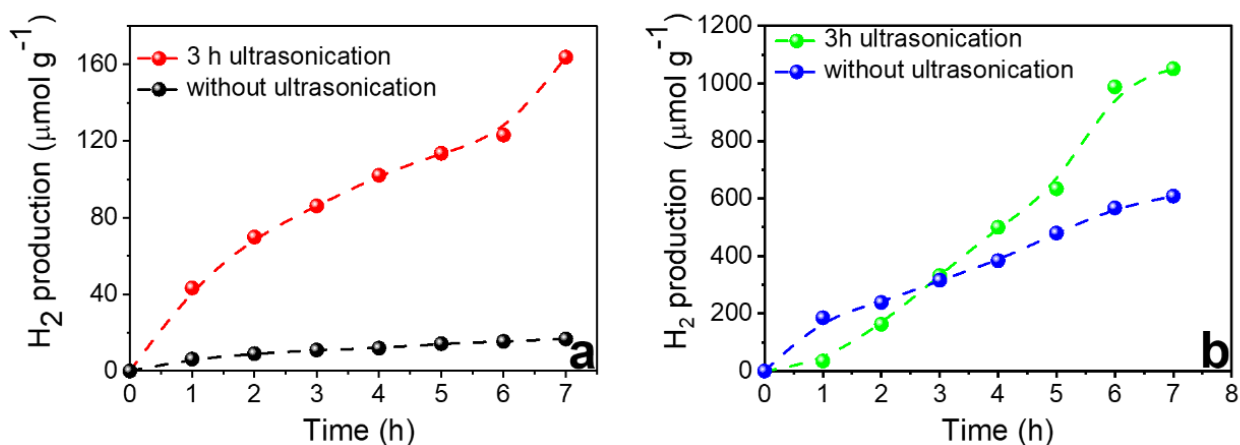 H2 production (μmol g-1)
160
120
80
40
0
3 h ultrasonication
without ultrasonication
a
0 1 2 3 4 5 6 7
Time (h)
H2 production (μmol g-1)
1200
1000
800
600
400
200
0
3h ultrasonication
without ultrasonication
b
0 1 2 3 4 5 6 7 8
Time (h)